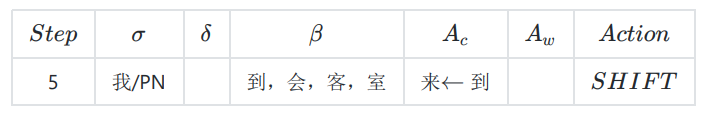 Step σ δ β A_c A_w Action
5 我/PN 到，会，客，室 来← 到 SHIFT